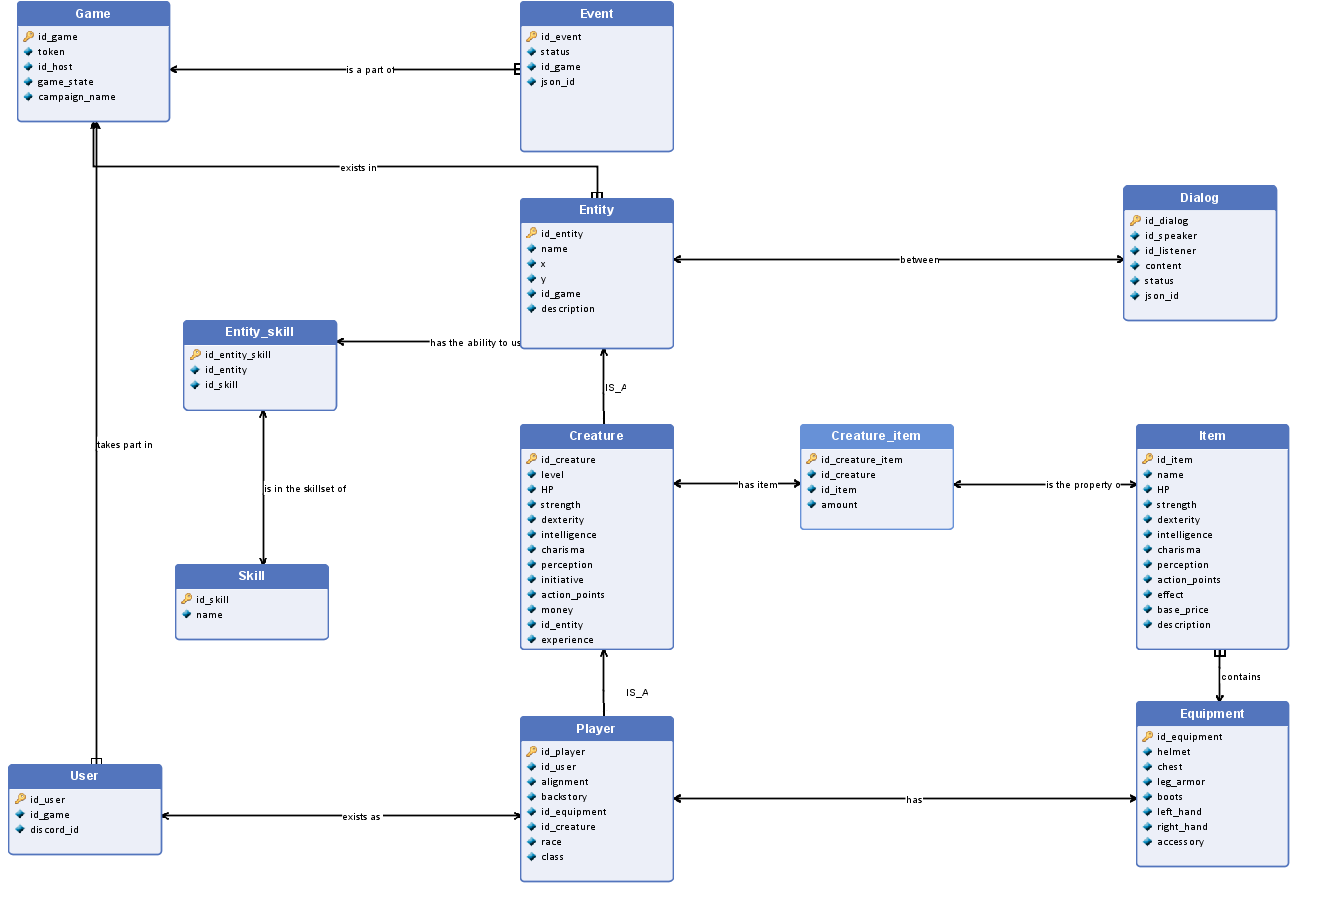 Game
id_game
token
id_host
game_state
campaign_name
Event
id_event
status
id_game
json_id
is a part of
exists in
Entity
id_entity
name
x
y
id_game
description
Dialog
id_dialog
id_speaker
id_listener
content
status
json_id
between
Entity_skill
id_entity_skill
id_entity
id_skill
has the ability to us
IS_A
takes part in
is in the skillset of
Creature
id_creature
level
HP
strength
dexterity
intelligence
charisma
perception
initiative
action_points
money
id_entity
experience
has item
Creature_item
id_creature_item
id_creature
id_item
amount
is the property o
Item
id_item
name
HP
strength
dexterity
intelligence
charisma
perception
action_points
effect
base_price
description
Skill
id_skill
name
IS_A
contains
User
id_user
id_game
discord_id
exists as
Player
id_player
id_user
alignment
backstory
id_equipment
id_creature
race
class
has
Equipment
id_equipment
helmet
chest
leg_armor
boots
left_hand
right_hand
accessory